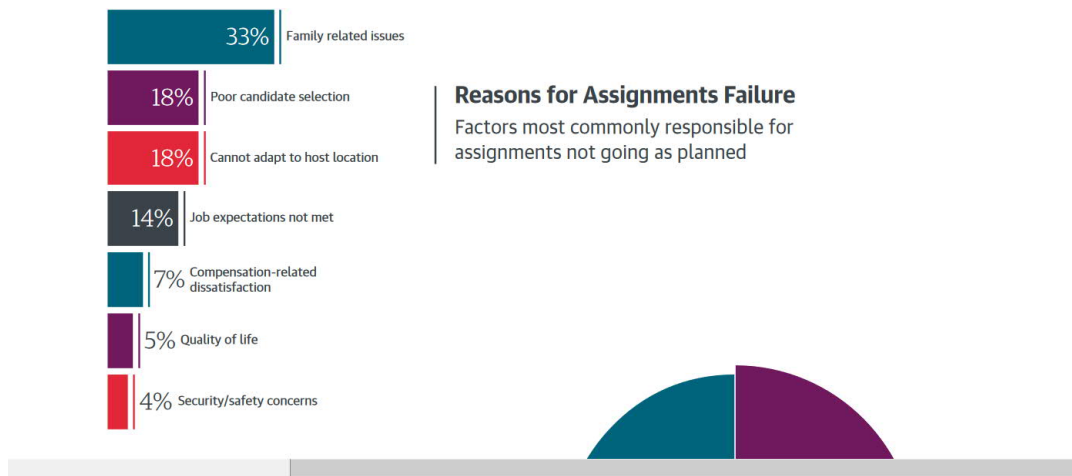 33% Family related issues
18% Poor candidate selection
18% Cannot adapt to host location
14% Job expectations not met
7% Compensation-related
dissatisfaction
5% Quality of life
4% Security/safety concerns
Reasons for Assignments Failure
Factors most commonly responsible for
assignments not going as planned